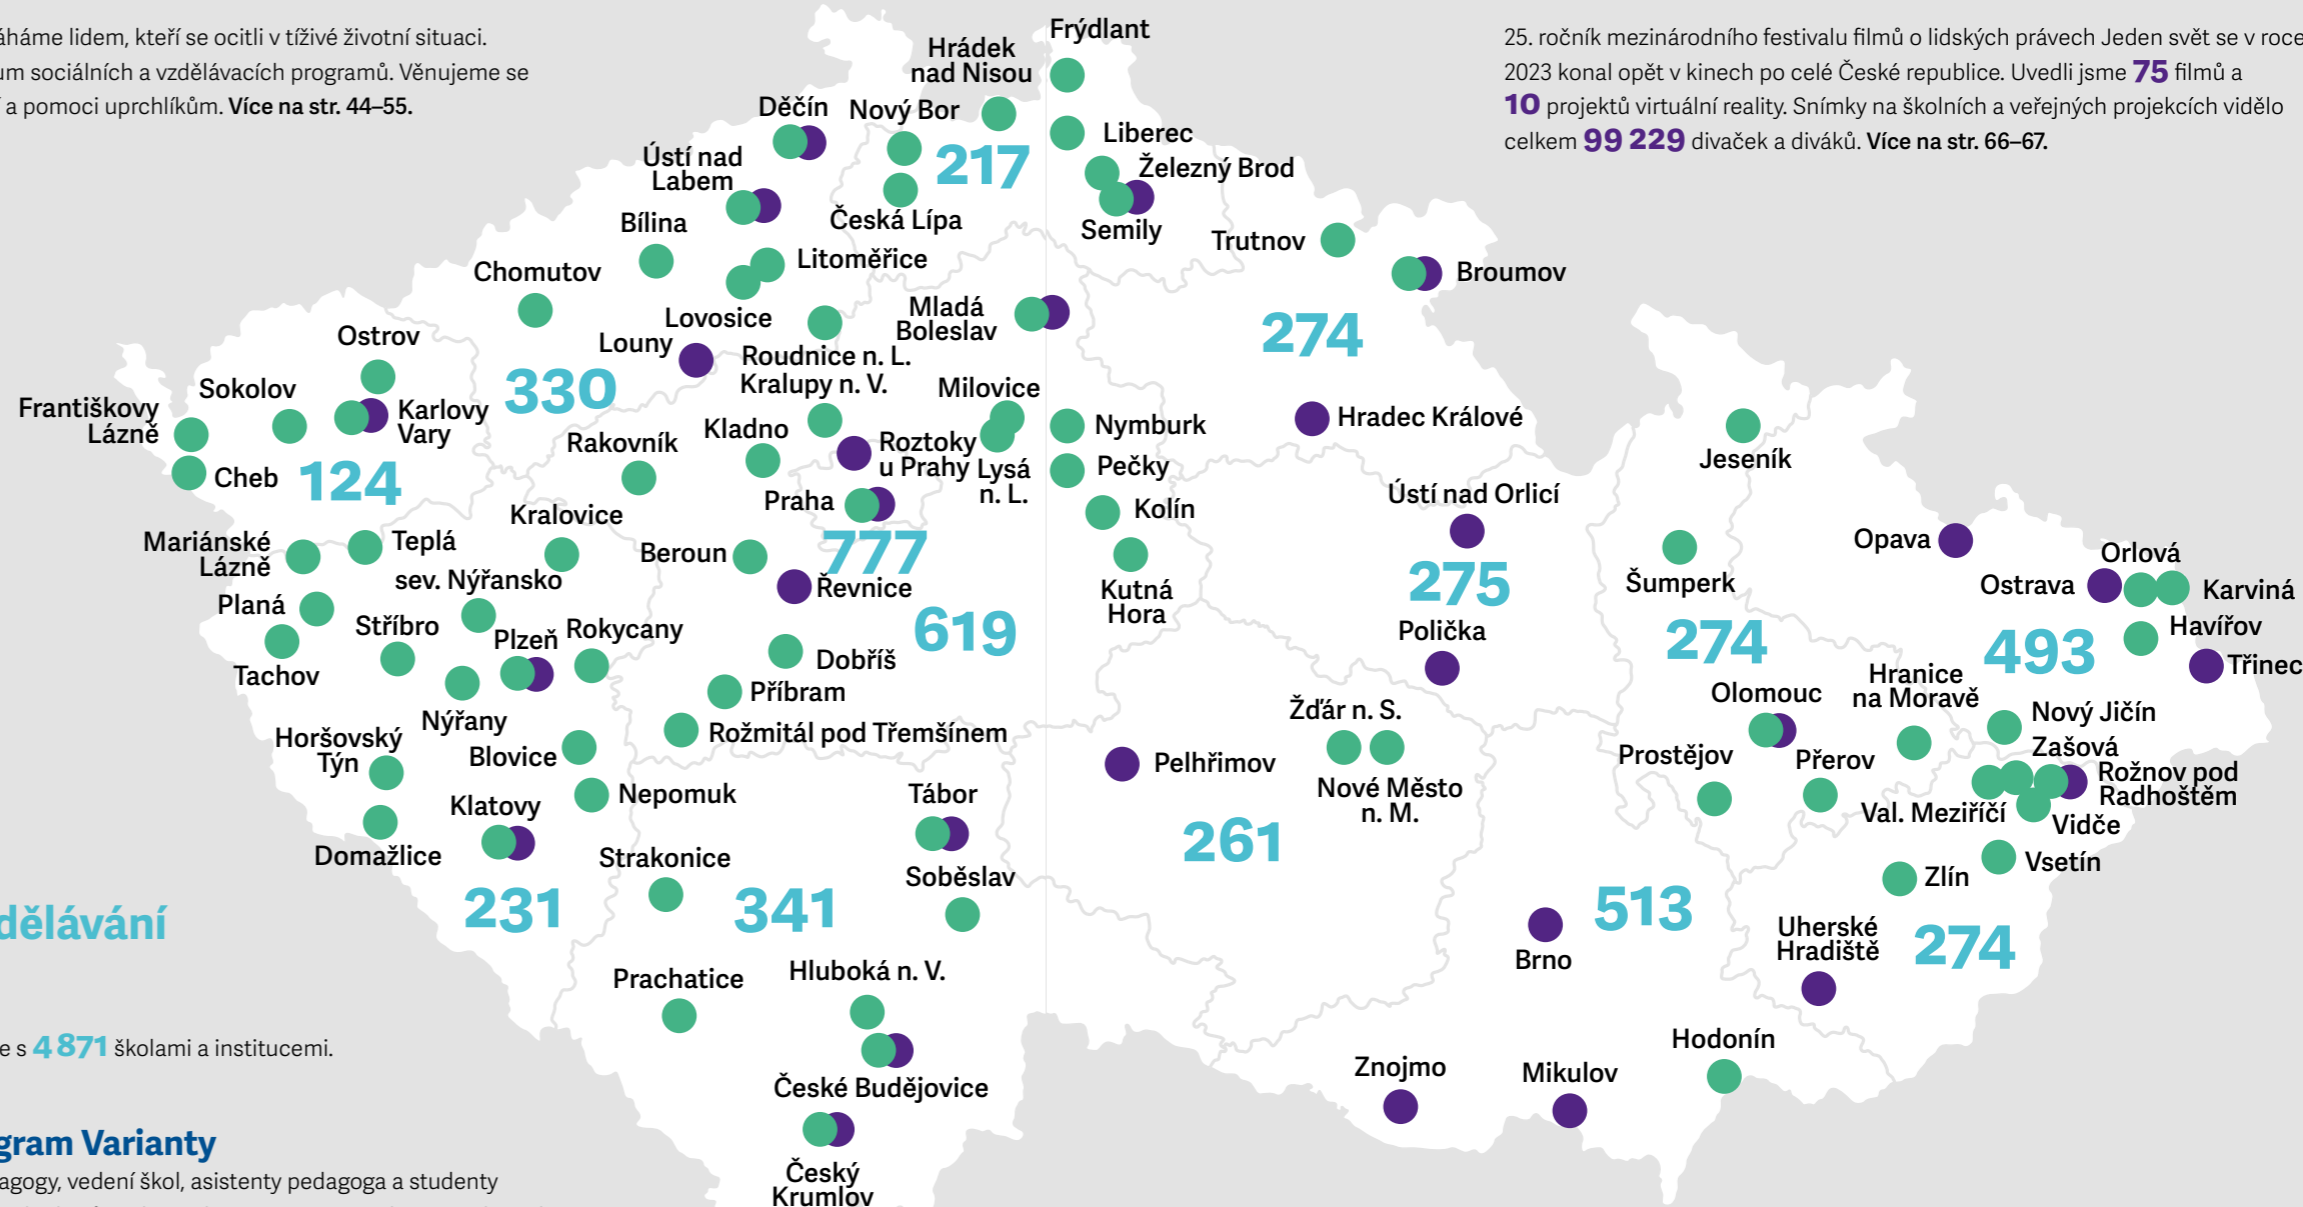 áháme lidem, kteří se ocitli v tíživé životní situaci.
um sociálních a vzdělávacích programů. Věnujeme se
í a pomoci uprchlíkům. Více na str. 44–55.
25. ročník mezinárodního festivalu filmů o lidských právech Jeden svět se v roce
2023 konal opět v kinech po celé České republice. Uvedli jsme 75 filmů a
10 projektů virtuální reality. Snímky na školních a veřejných projekcích vidělo
celkem 99 229 divaček a diváků. Více na str. 66–67.
Frýdlant
Hrádek
nad Nisou
Děčín
Nový Bor
Liberec
217
Ústí nad
Labem
Železný Brod
Česká Lípa
Bílina
Semily
Trutnov
Litoměřice
Chomutov
Broumov
Mladá
Boleslav
Lovosice
274
Ostrov
Louny
Roudnice n. L.
Kralupy n. V.
330
Sokolov
Milovice
Františkovy
Lázně
Karlovy
Vary
Hradec Králové
Nymburk
Kladno
Rakovník
Roztoky
u Prahy
Lysá
n. L.
Pečky
Jeseník
Cheb
124
Praha
Ústí nad Orlicí
Kolín
Kralovice
Mariánské
Lázně
Teplá
Beroun
777
Opava
Orlová
sev. Nýřansko
Řevnice
Kutná
Hora
275
Šumperk
Ostrava
Karviná
Planá
Stříbro
Plzeň
Rokycany
619
Polička
274
493
Havířov
Dobříš
Třinec
Tachov
Hranice
na Moravě
Příbram
Olomouc
Nýřany
Žďár n. S.
Nový Jičín
Rožmitál pod Třemšínem
Horšovský
Týn
Blovice
Pelhřimov
Prostějov
Přerov
Zašová
Rožnov pod
Radhoštěm
Nepomuk
Tábor
Nové Město
n. M.
Klatovy
Val. Meziříčí
Vidče
261
Domažlice
Strakonice
Soběslav
Vsetín
Zlín
231
341
513
dělávání
Uherské
Hradiště
274
Brno
Prachatice
Hluboká n. V.
e s 4 871 školami a institucemi.
Hodonín
Znojmo
Mikulov
České Budějovice
gram Varianty
Český
Krumlov
agogy, vedení škol, asistenty pedagoga a studenty